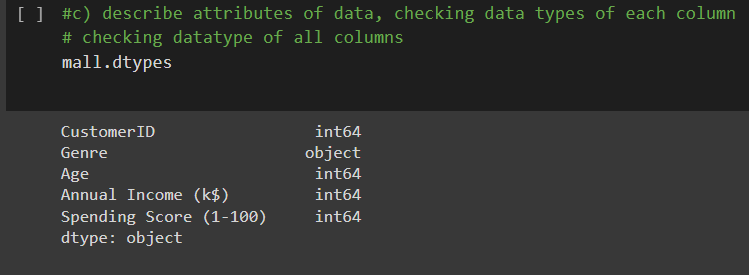 [ ] #c) describe attributes of data, checking data types of each column
# checking datatype of all columns
mall.dtypes
CustomerID int64
Genre object
Age int64
Annual Income (k$) int64
Spending Score (1-100) int64
dtype: object